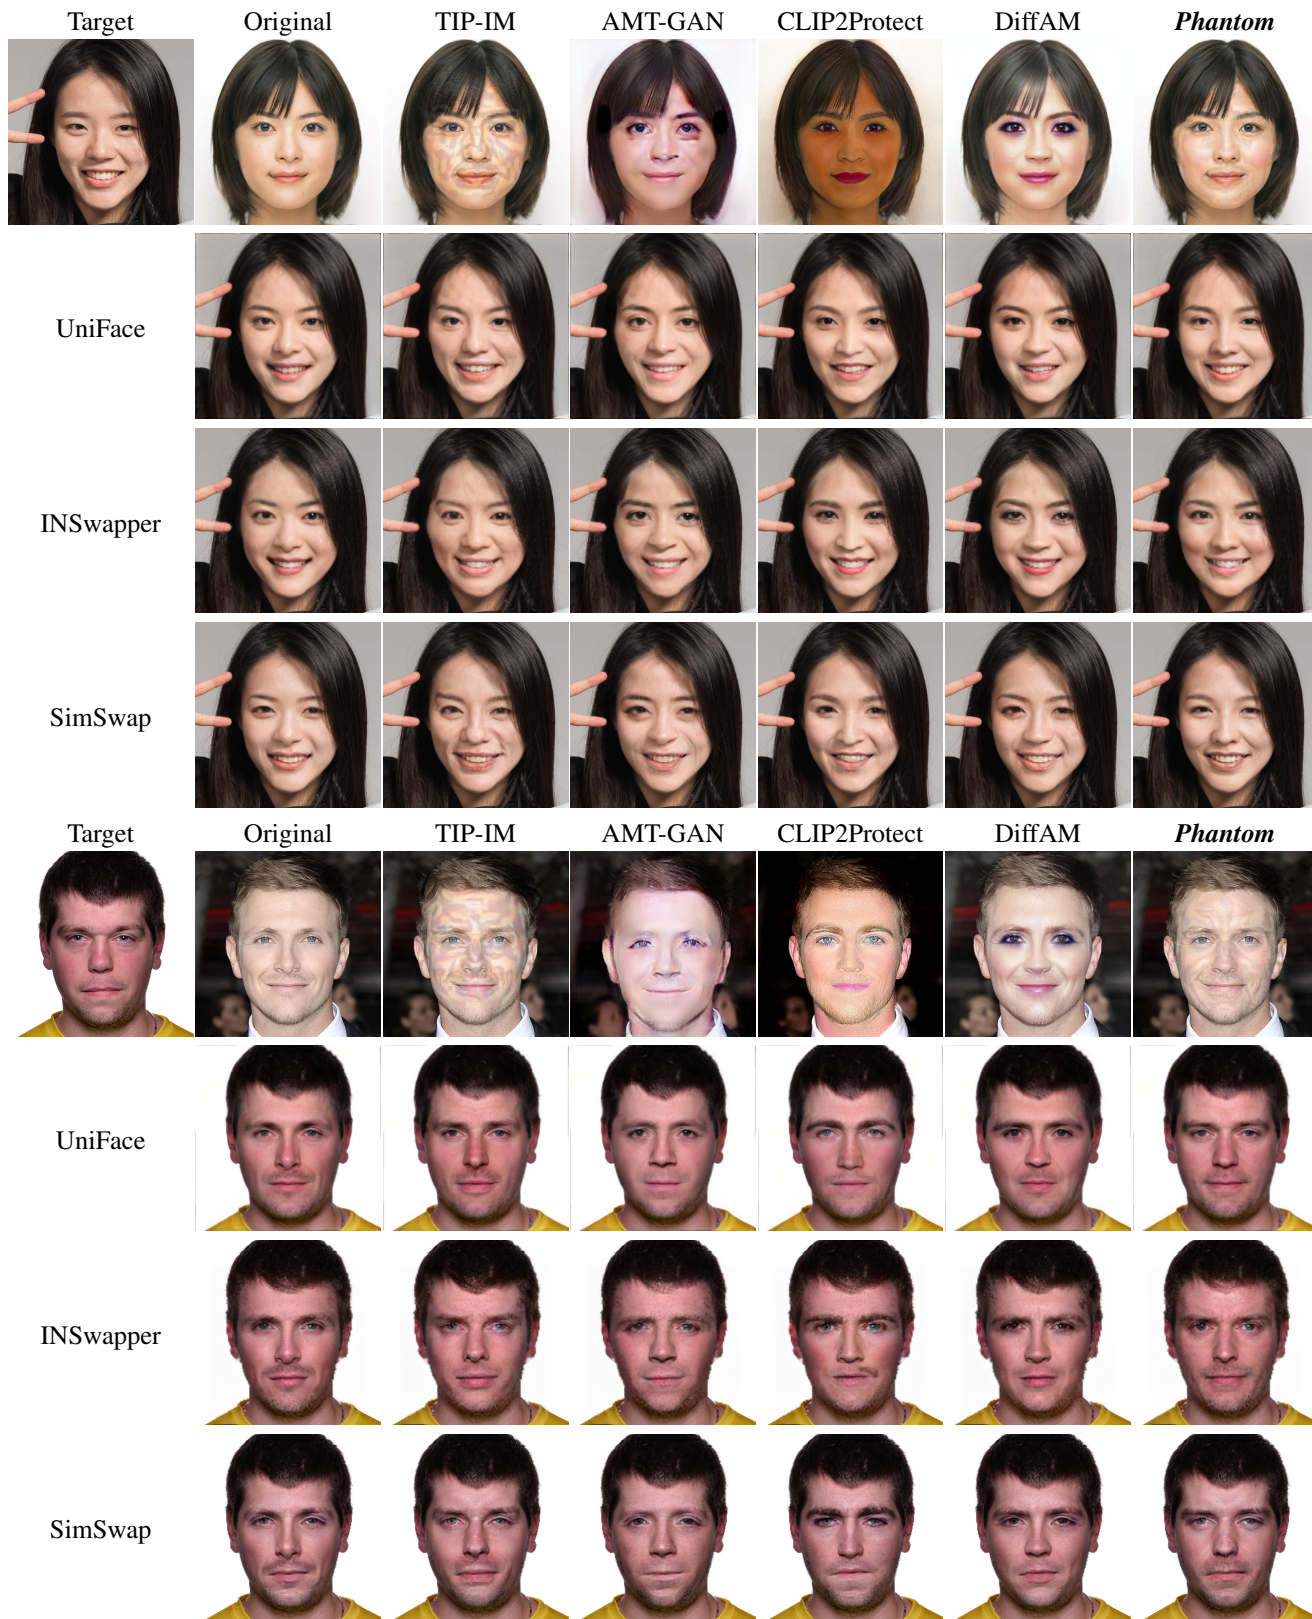 Target Original TIP-IM AMT-GAN CLIP2Protect DiffAM Phantom
UniFace
INSwapper
SimSwap
Target Original TIP-IM AMT-GAN CLIP2Protect DiffAM Phantom
UniFace
INSwapper
SimSwap